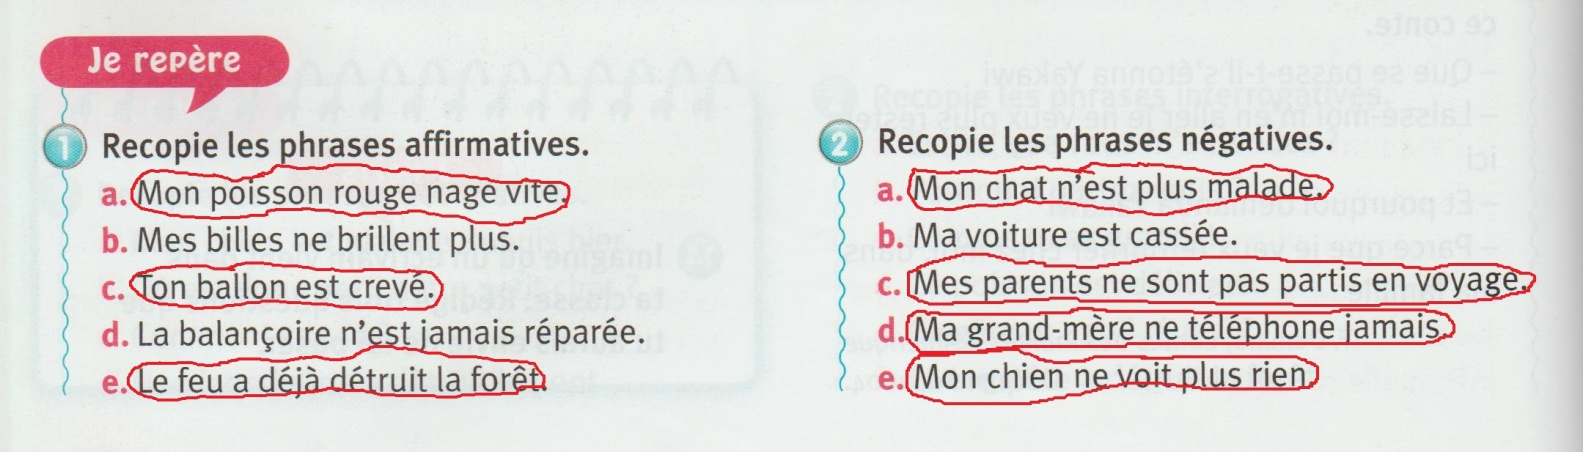 Je repère
1 Recopie les phrases affirmatives.
a. Mon poisson rouge nage vite.
b. Mes billes ne brillent plus.
c. Ton ballon est crevé.
d. La balançoire n'est jamais réparée.
e. Le feu a déjà détruit la forêt.
2 Recopie les phrases négatives.
a. Mon chat n'est plus malade.
b. Ma voiture est cassée.
c. Mes parents ne sont pas partis en voyage.
d. Ma grand-mère ne téléphone jamais.
e. Mon chien ne voit plus rien.